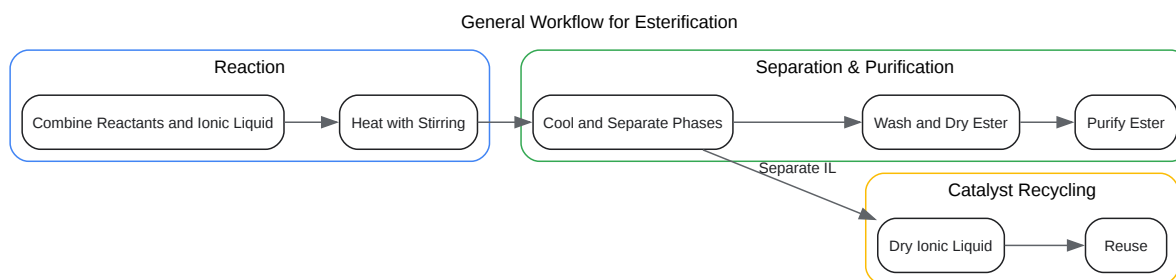 General Workflow for Esterification
Reaction
Separation & Purification
Combine Reactants and Ionic Liquid
Heat with Stirring
Cool and Separate Phases
Wash and Dry Ester
Purify Ester
Separate IL
Catalyst Recycling
Dry Ionic Liquid
Reuse